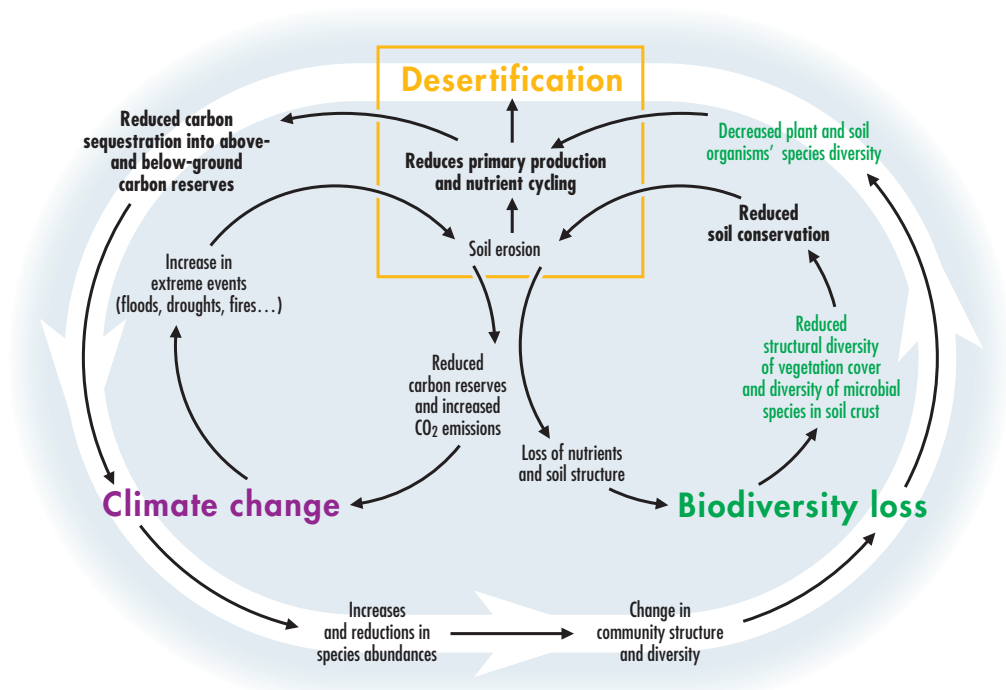 Desertification
Reduced carbon
sequestration into above-
and below-ground
carbon reserves
Reduces primary production
and nutrient cycling
Decreased plant and soil
organisms’ species diversity
Reduced
soil conservation
Soil erosion
Increase in
extreme events
(floods, droughts, fires…)
Reduced
structural diversity
of vegetation cover
and diversity of microbial
species in soil crust
Reduced
carbon reserves
and increased
CO₂ emissions
Loss of nutrients
and soil structure
Climate change
Biodiversity loss
Increases
and reductions in
species abundances
Change in
community structure
and diversity